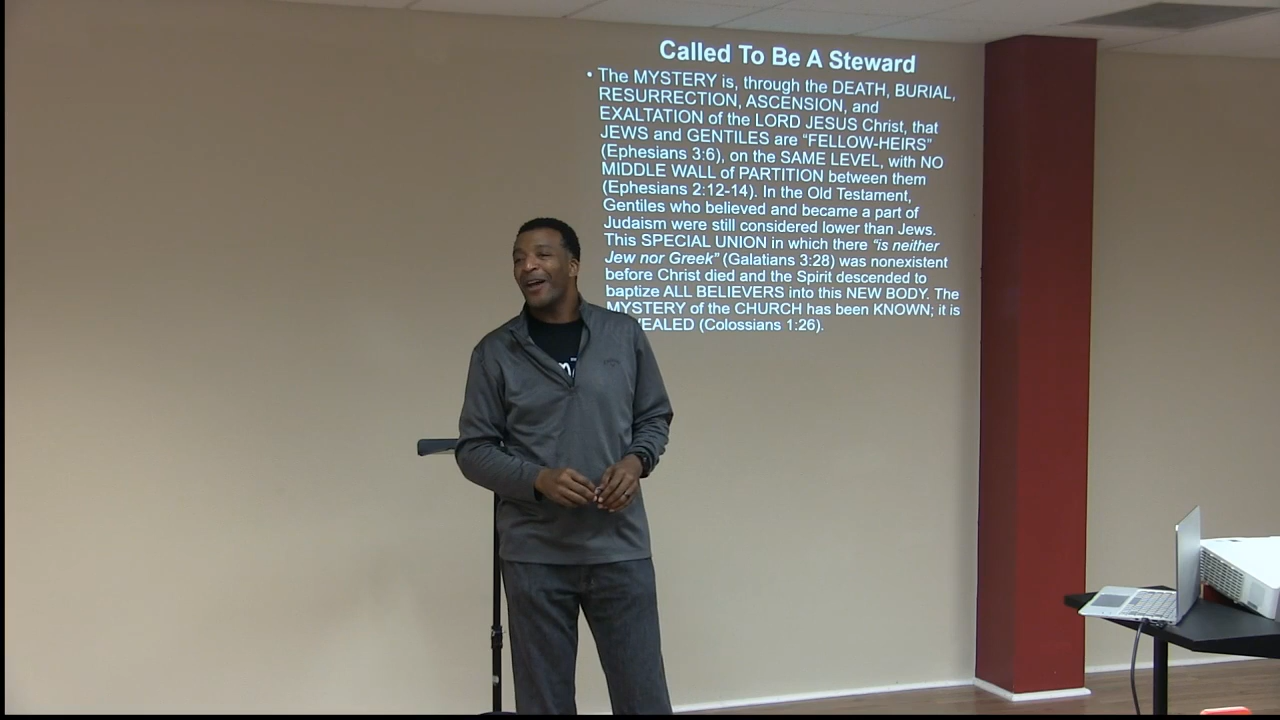 Called To Be A Steward
• The MYSTERY is, through the DEATH, BURIAL,
RESURRECTION, ASCENSION, and
EXALTATION of the LORD JESUS Christ, that
JEWS and GENTILES are “FELLOW-HEIRS”
(Ephesians 3:6), on the SAME LEVEL, with NO
MIDDLE WALL of PARTITION between them
(Ephesians 2:12-14). In the Old Testament,
Gentiles who believed and became a part of
Judaism were still considered lower than Jews.
This SPECIAL UNION in which there “is neither
Jew nor Greek” (Galatians 3:28) was nonexistent
before Christ died and the Spirit descended to
baptize ALL BELIEVERS into this NEW BODY. The
MYSTERY of the CHURCH has been KNOWN; it is
(Colossians 1:26).